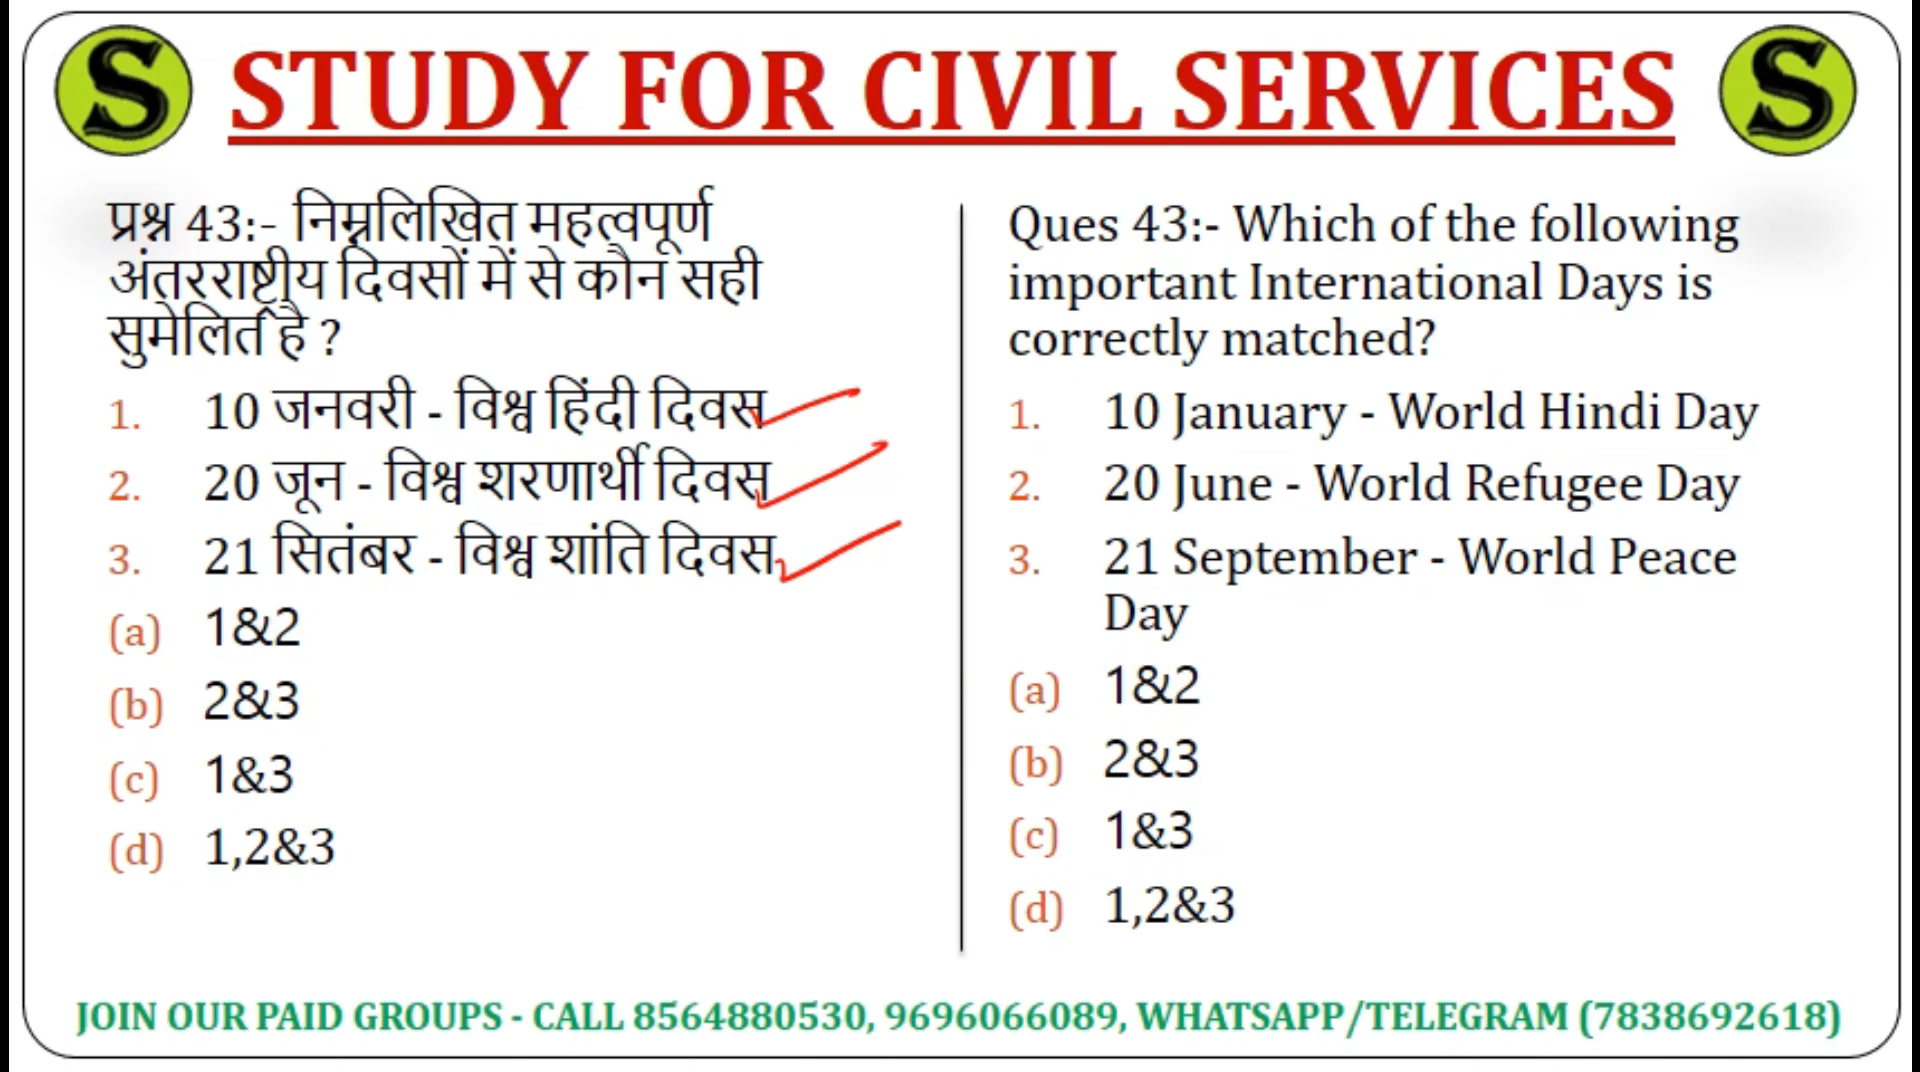 S STUDY FOR CIVIL SERVICES S
प्रश्न 43:- निम्नलिखित महत्वपूर्ण
अंतरराष्ट्रीय दिवसों में से कौन सही
सुमेलित है ?
1. 10 जनवरी - विश्व हिंदी दिवस
2. 20 जून - विश्व शरणार्थी दिवस
3. 21 सितंबर - विश्व शांति दिवस
(a) 1&2
(b) 2&3
(c) 1&3
(d) 1,2&3
Ques 43:- Which of the following
important International Days is
correctly matched?
1. 10 January - World Hindi Day
2. 20 June - World Refugee Day
3. 21 September - World Peace
Day
(a) 1&2
(b) 2&3
(c) 1&3
(d) 1,2&3
JOIN OUR PAID GROUPS - CALL 8564880530, 9696066089, WHATSAPP/TELEGRAM (7838692618)